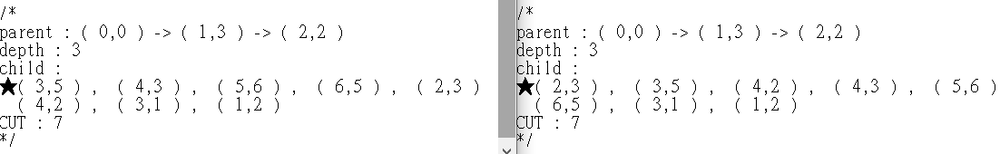 /*
parent : ( 0,0 ) -> ( 1,3 ) -> ( 2,2 )
depth : 3
child :
★( 3,5 ) , ( 4,3 ) , ( 5,6 ) , ( 6,5 ) , ( 2,3 )
( 4,2 ) , ( 3,1 ) , ( 1,2 )
CUT : 7
*/
/*
parent : ( 0,0 ) -> ( 1,3 ) -> ( 2,2 )
depth : 3
child :
★( 2,3 ) , ( 3,5 ) , ( 4,2 ) , ( 4,3 ) , ( 5,6 )
( 6,5 ) , ( 3,1 ) , ( 1,2 )
CUT : 7
*/